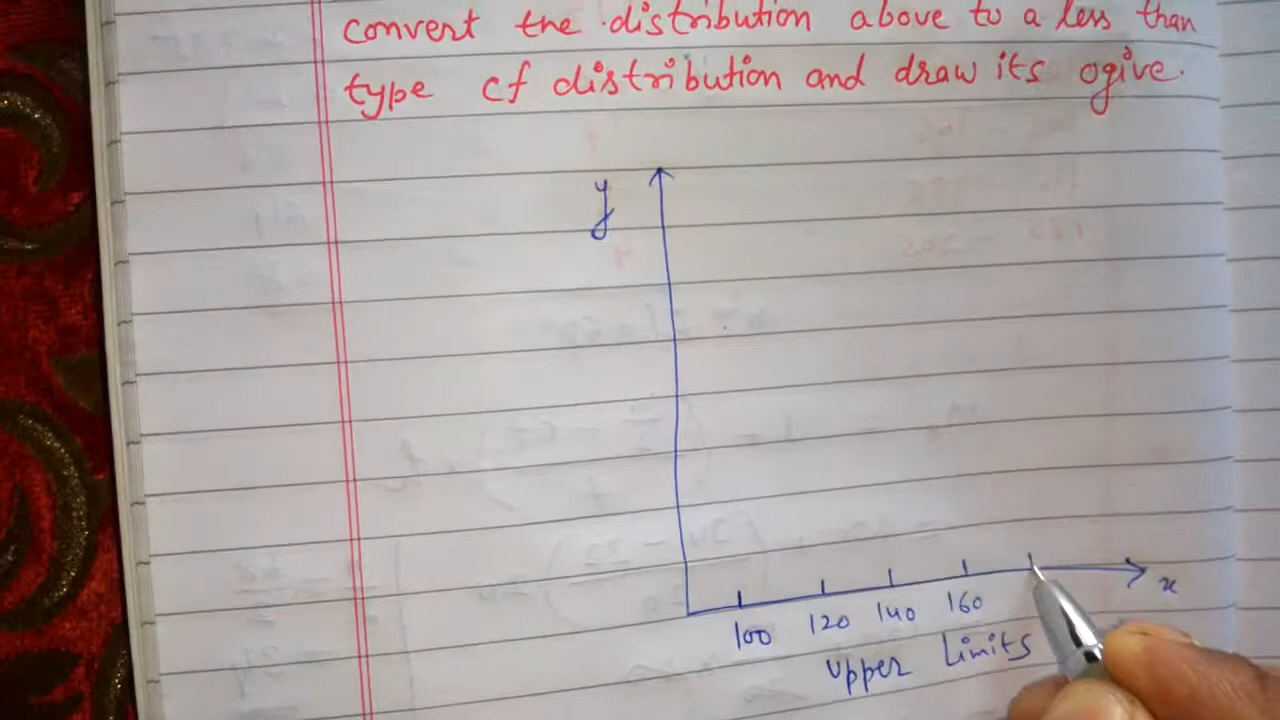 convert the distribution above to a less than
type cf distribution and draw its ogive.
y
x
100 120 140 160
upper limits